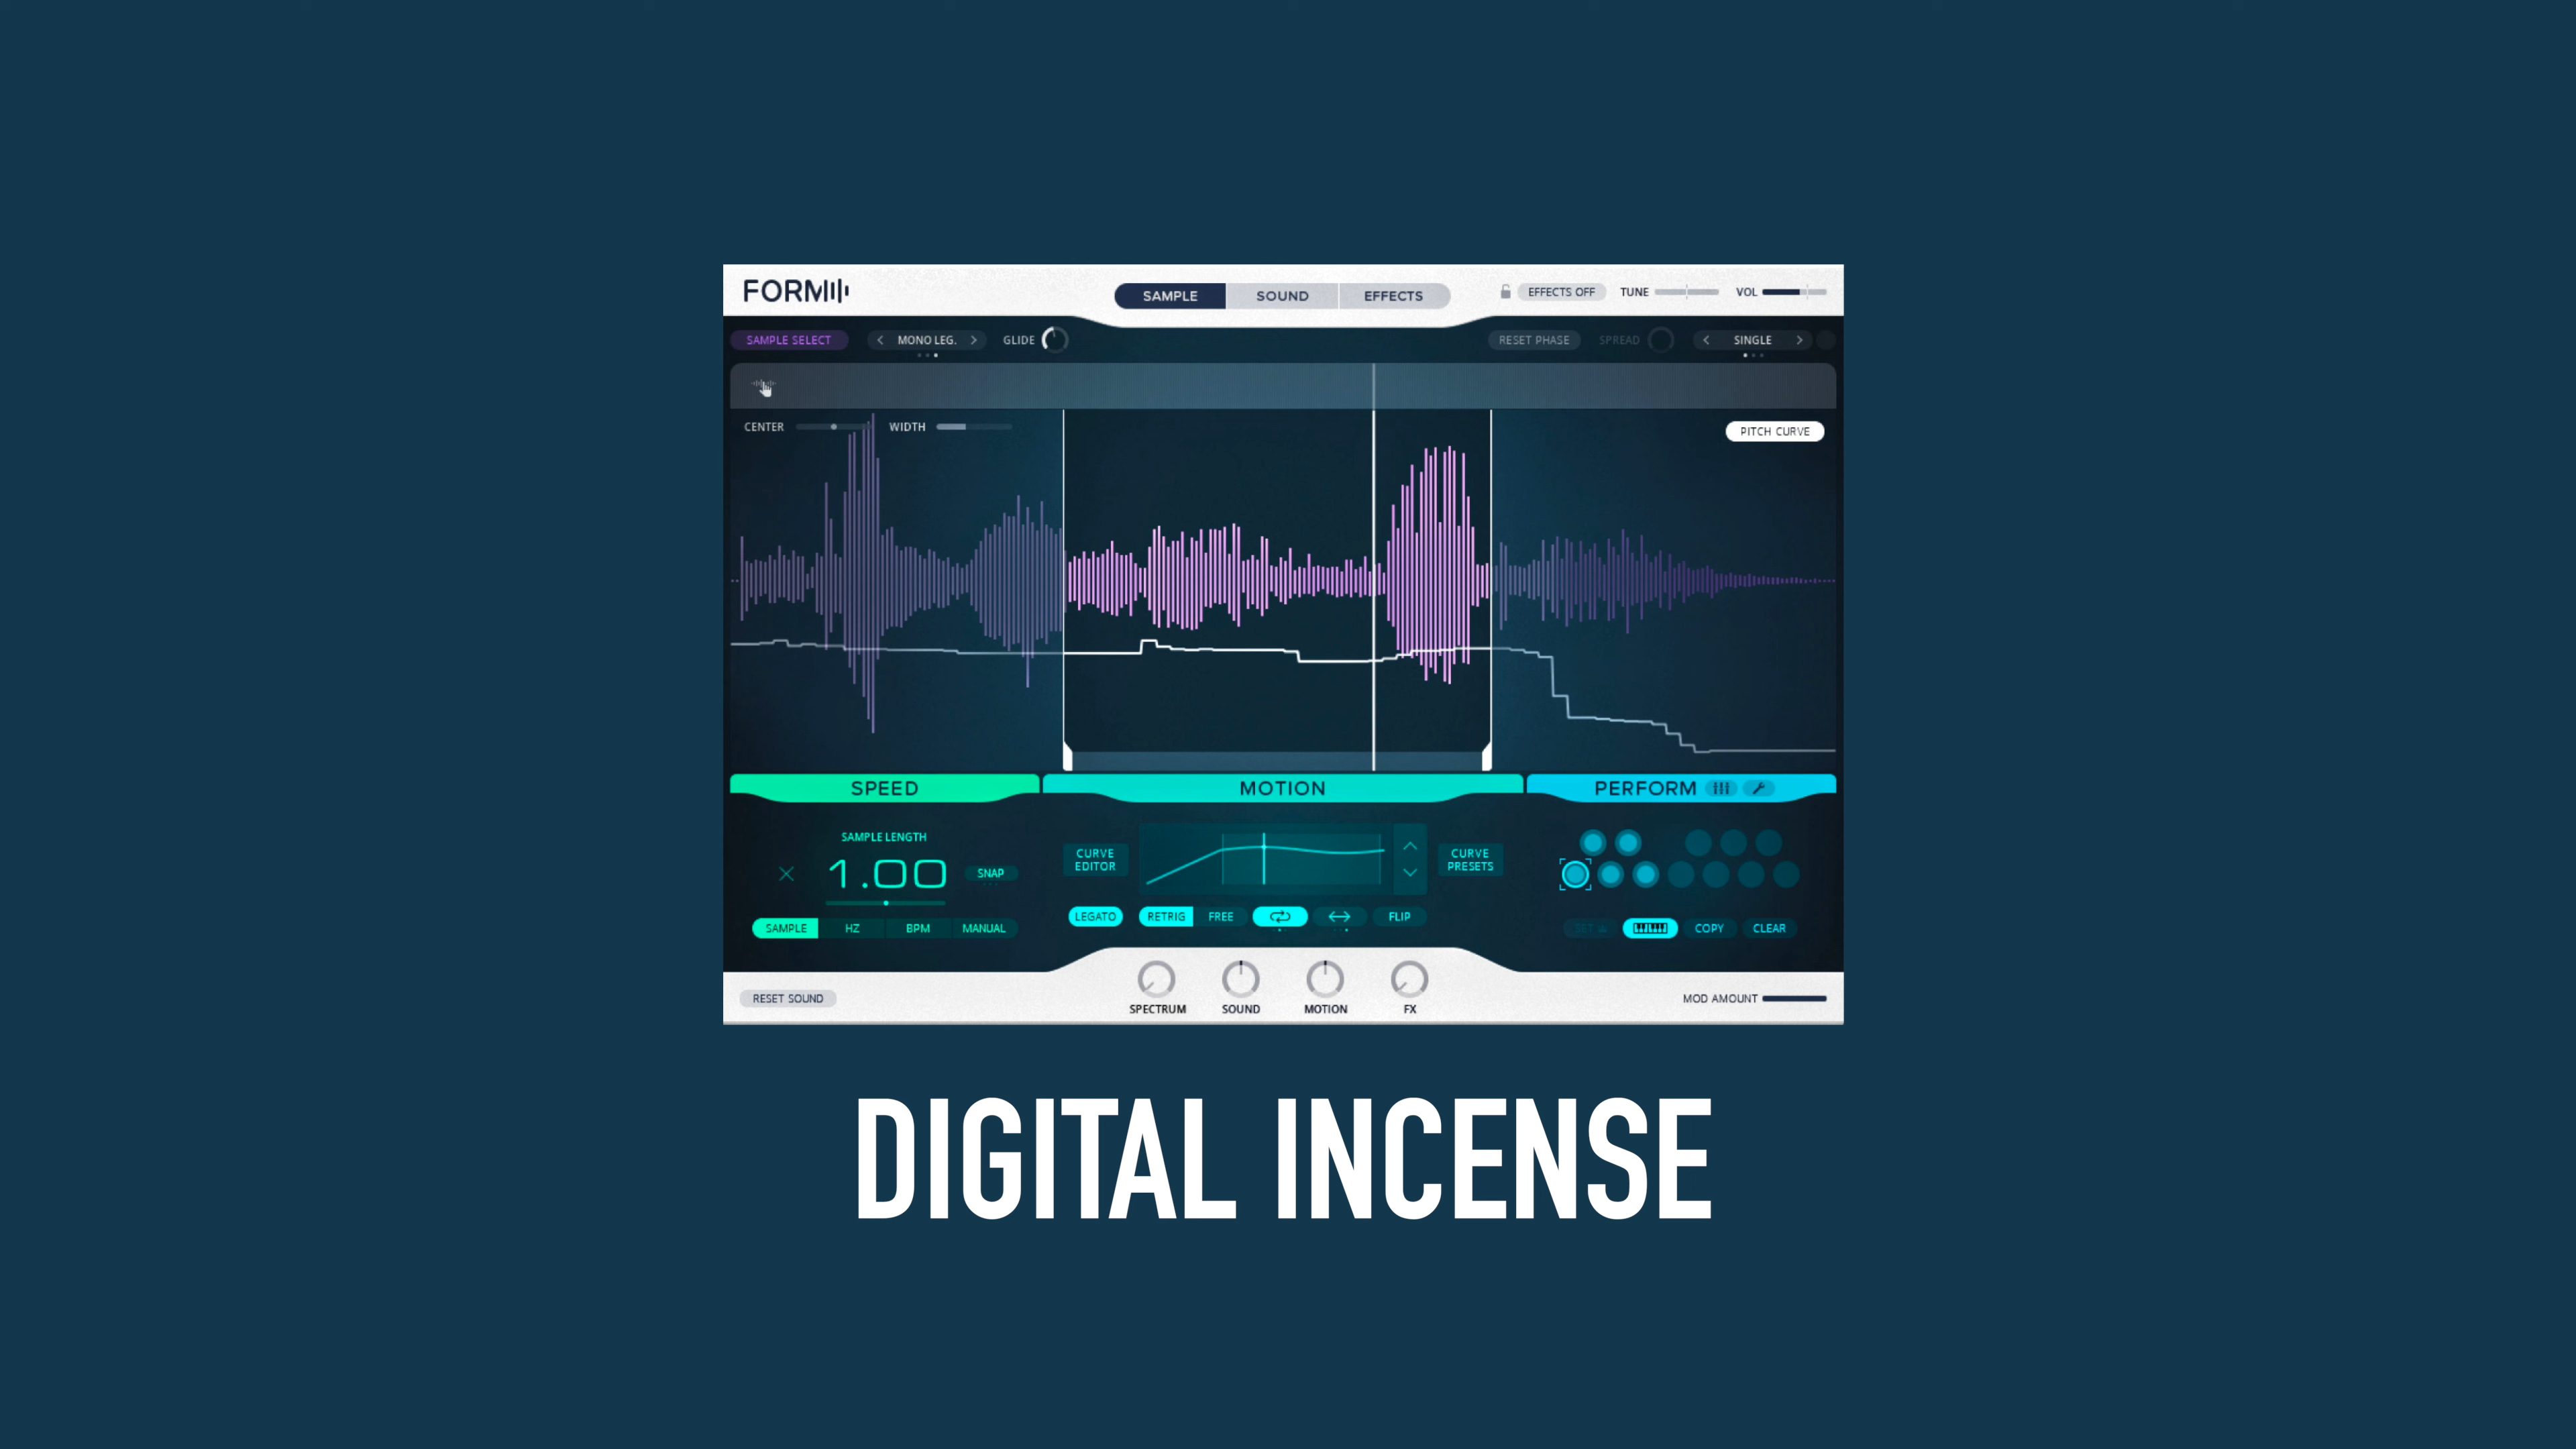 FORM
SAMPLE SOUND EFFECTS
EFFECTS OFF TUNE VOL
SAMPLE SELECT MONO LEG. GLIDE
RESET PHASE SPREAD SINGLE
CENTER WIDTH
PITCH CURVE
SPEED
MOTION
PERFORM
SAMPLE LENGTH
1.00
SNAP
SAMPLE HZ BPM MANUAL
CURVE
EDITOR
CURVE
PRESETS
LEGATO RETRIG FREE FLIP
COPY CLEAR
RESET SOUND
SPECTRUM SOUND MOTION FX
MOD AMOUNT
DIGITAL INCENSE